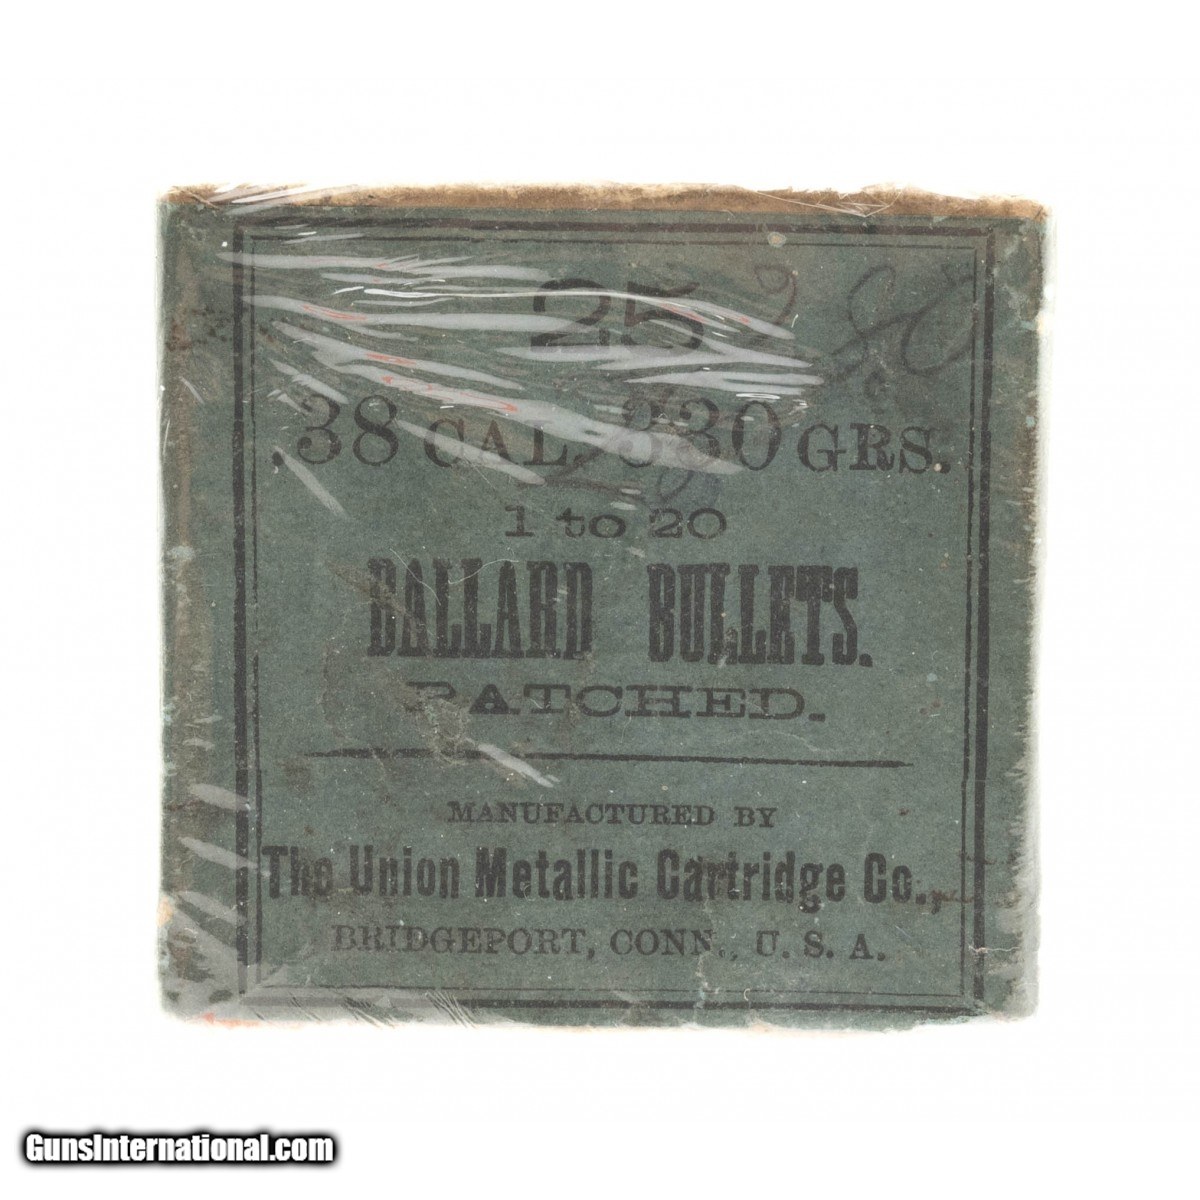 25
.38 CAL. 330 GRS.
1 to 20
BALLARD BULLETS.
PATCHED.
MANUFACTURED BY
The Union Metallic Cartridge Co.,
BRIDGEPORT, CONN., U. S. A.
GunsInternational.com